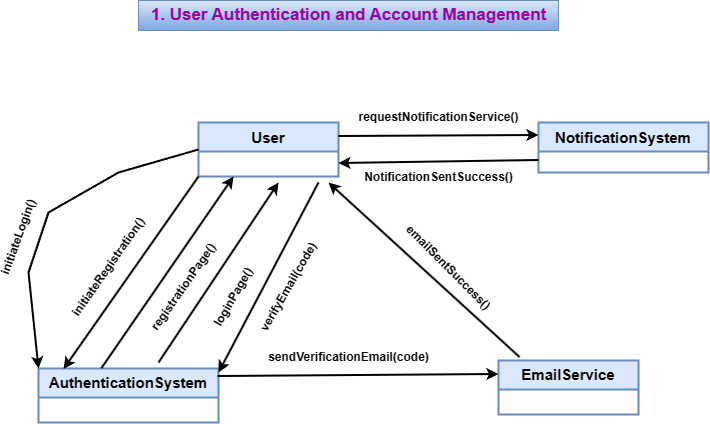 1. User Authentication and Account Management
requestNotificationService()
User
NotificationSystem
NotificationSentSuccess()
initiateLogin()
initiateRegistration()
registrationPage()
loginPage()
verifyEmail(code)
emailSentSuccess()
sendVerificationEmail(code)
AuthenticationSystem
EmailService